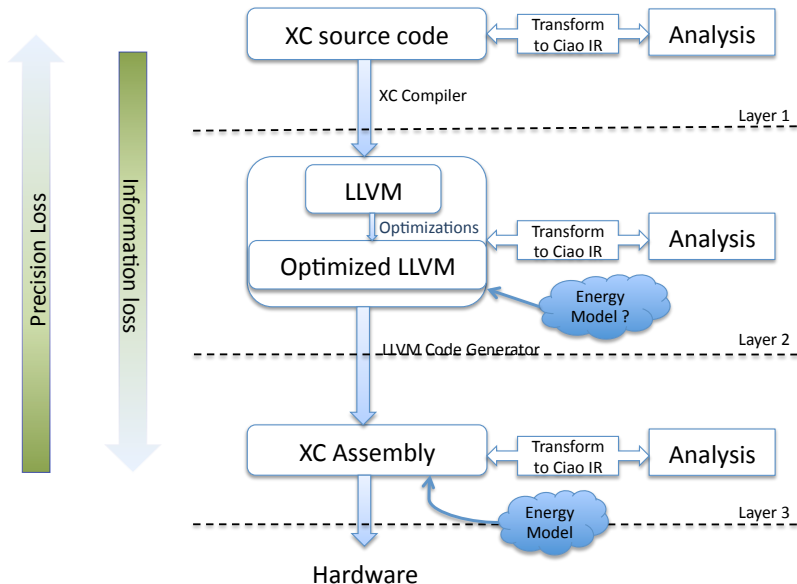 XC source code
Transform
to Ciao IR
Analysis
XC Compiler
Layer 1
Precision Loss
Information loss
LLVM
Optimizations
Optimized LLVM
Transform
to Ciao IR
Analysis
Energy
Model ?
Layer 2
LLVM Code Generator
XC Assembly
Transform
to Ciao IR
Analysis
Energy
Model
Layer 3
Hardware